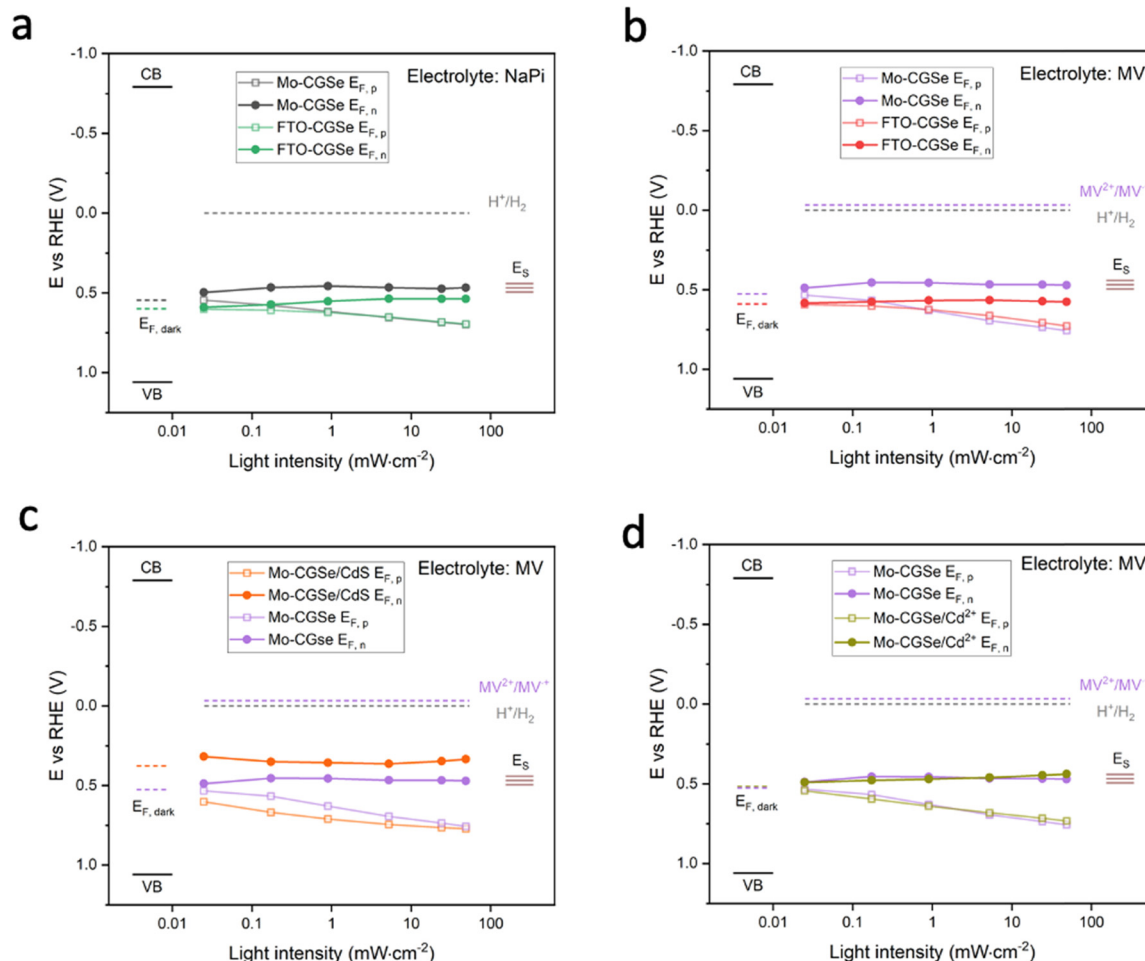 a
-1.0
-0.5
0.0
0.5
1.0
E vs RHE (V)
CB
Mo-CGSe E_F, p
Mo-CGSe E_F, n
FTO-CGSe E_F, p
FTO-CGSe E_F, n
Electrolyte: NaPi
H⁺/H₂
E_S
E_F, dark
VB
0.01 0.1 1 10 100
Light intensity (mW·cm⁻²)
b
-1.0
-0.5
0.0
0.5
1.0
E vs RHE (V)
CB
Mo-CGSe E_F, p
Mo-CGSe E_F, n
FTO-CGSe E_F, p
FTO-CGSe E_F, n
Electrolyte: MV
MV²⁺/MV⁺
H⁺/H₂
E_S
E_F, dark
VB
0.01 0.1 1 10 100
Light intensity (mW·cm⁻²)
c
-1.0
-0.5
0.0
0.5
1.0
E vs RHE (V)
CB
Mo-CGSe/CdS E_F, p
Mo-CGSe/CdS E_F, n
Mo-CGSe E_F, p
Mo-CGse E_F, n
Electrolyte: MV
MV²⁺/MV·⁺
H⁺/H₂
E_S
E_F, dark
VB
0.01 0.1 1 10 100
Light intensity (mW·cm⁻²)
d
-1.0
-0.5
0.0
0.5
1.0
E vs RHE (V)
CB
Mo-CGSe E_F, p
Mo-CGSe E_F, n
Mo-CGSe/Cd²⁺ E_F, p
Mo-CGSe/Cd²⁺ E_F, n
Electrolyte: MV
MV²⁺/MV·⁺
H⁺/H₂
E_S
E_F, dark
VB
0.01 0.1 1 10 100
Light intensity (mW·cm⁻²)